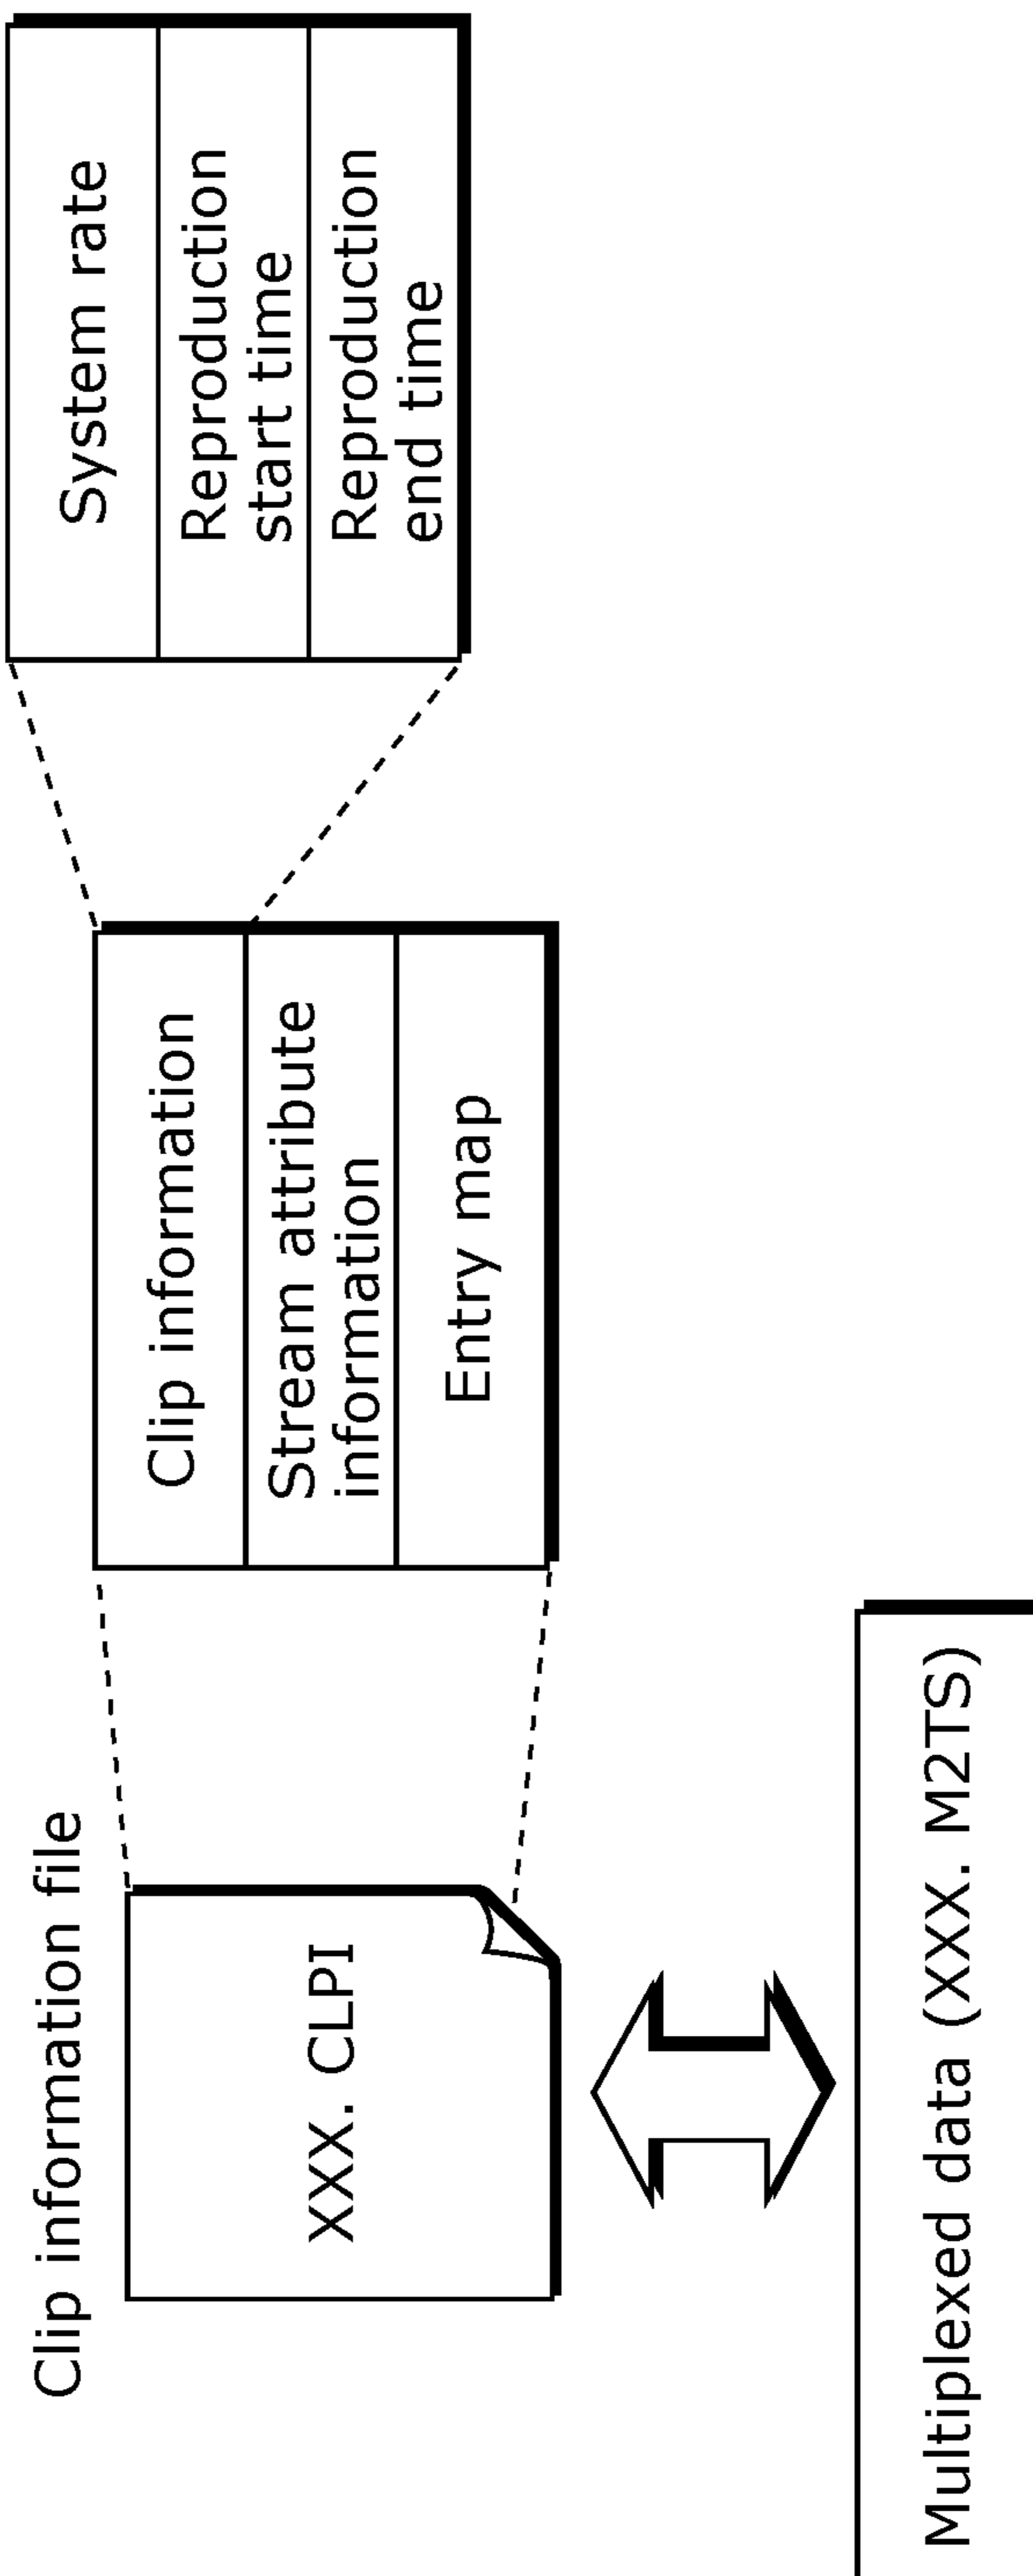 Clip information file
XXX. CLPI
Clip information
Stream attribute
information
Entry map
System rate
Reproduction
start time
Reproduction
end time
Multiplexed data (XXX. M2TS)